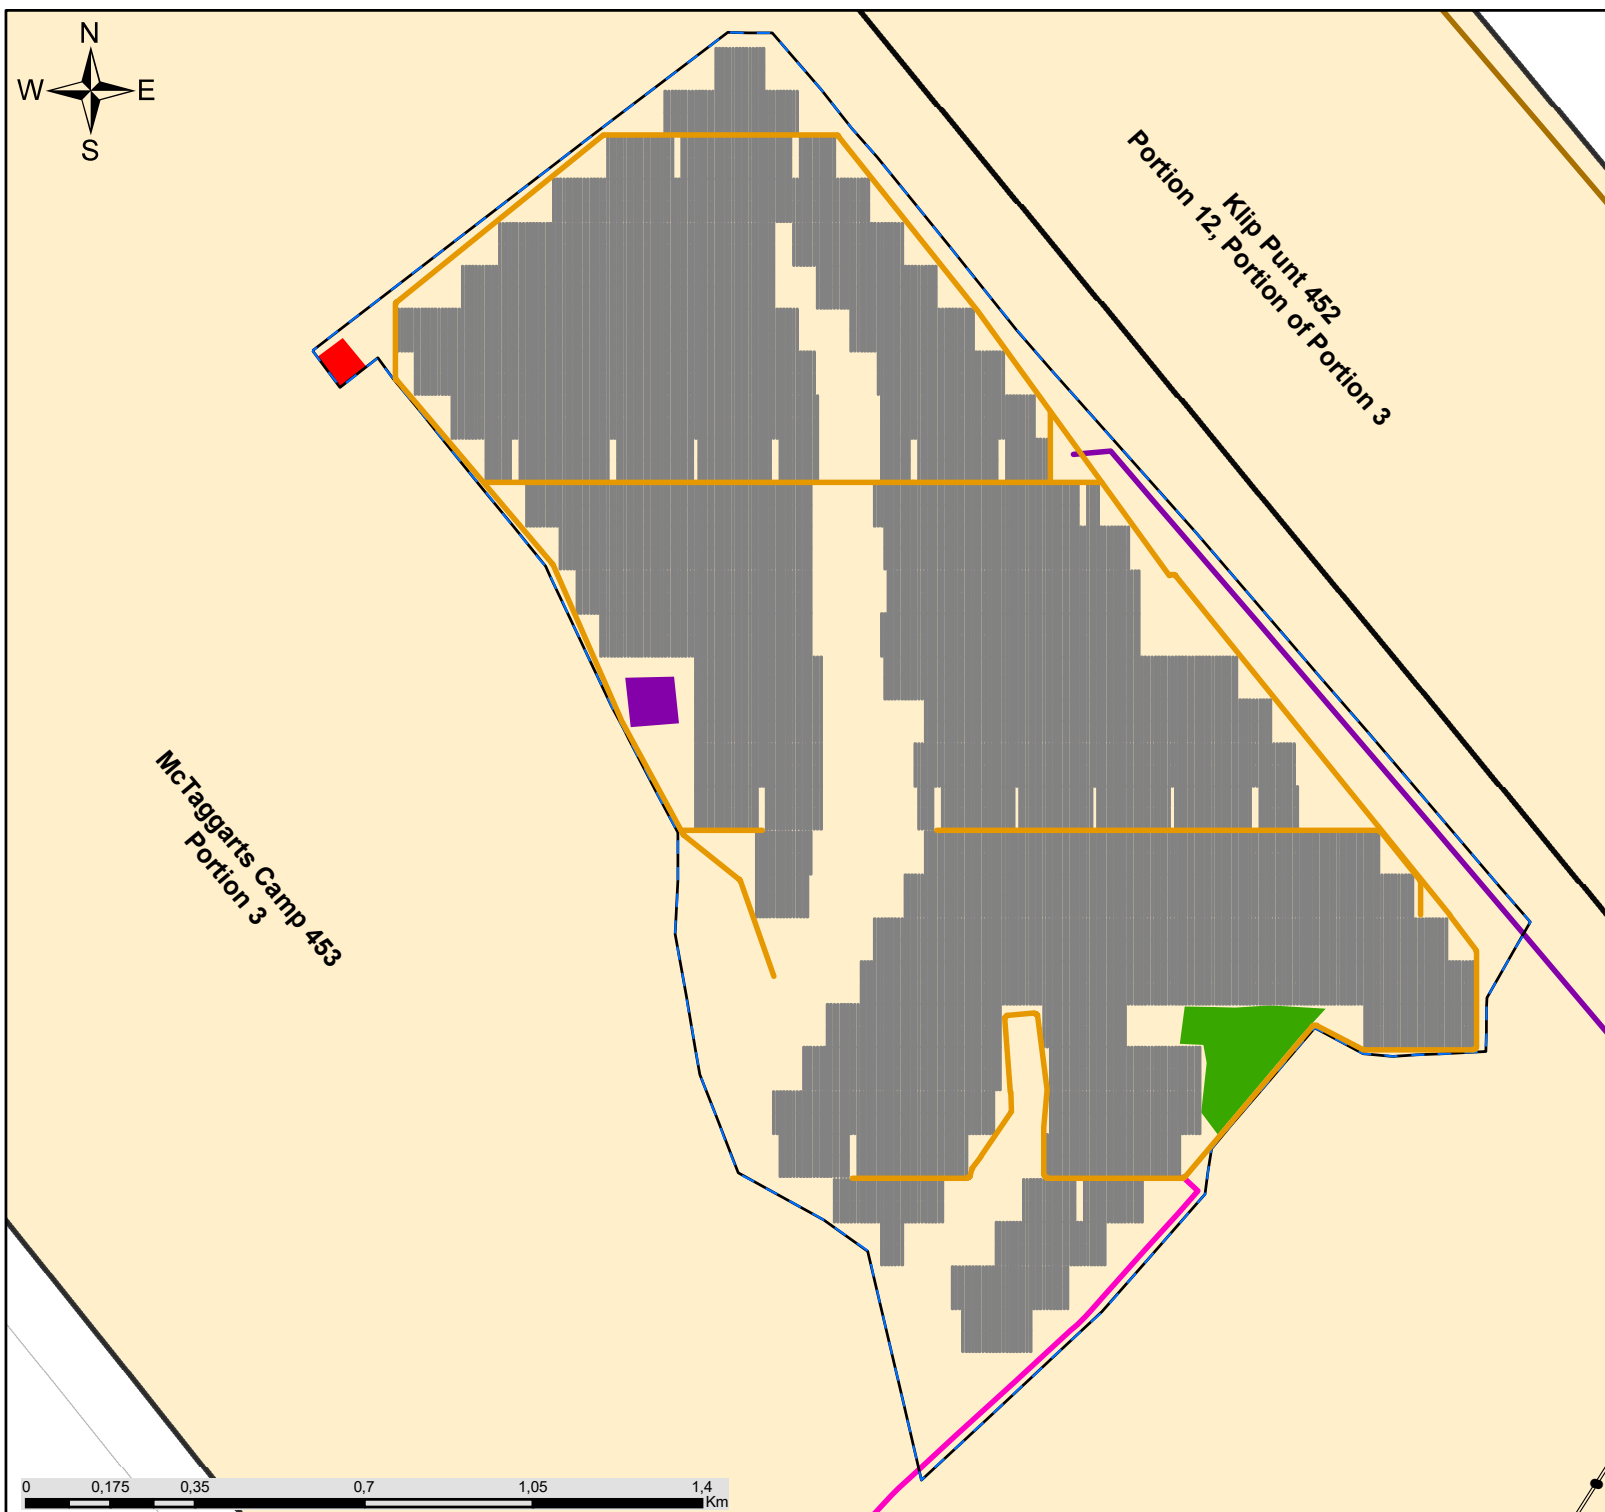 N
W E
S
Klip Punt 452
Portion 12, Portion of Portion 3
McTaggarts Camp 453
Portion 3
0 0,175 0,35 0,7 1,05 1,4
Km